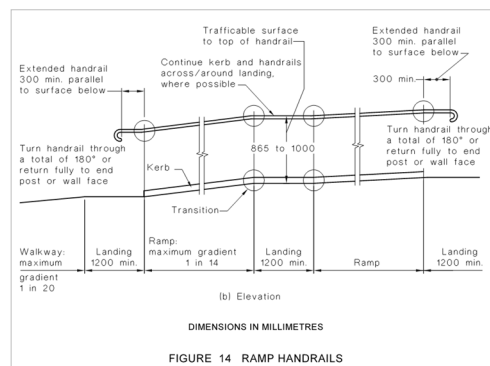 Trafficable surface
to top of handrail
Extended handrail
300 min. parallel
to surface below
Continue kerb and handrails
across/around landing,
where possible
Extended handrail
300 min. parallel
to surface below
300 min.
865 to 1000
Turn handrail through
a total of 180° or
return fully to end
post or wall face
Turn handrail through
a total of 180° or
return fully to end
post or wall face
Kerb
Transition
Walkway:
maximum
gradient
1 in 20
Landing
1200 min.
Ramp:
maximum gradient
1 in 14
Landing
1200 min.
Ramp
Landing
1200 min.
(b) Elevation
DIMENSIONS IN MILLIMETRES
FIGURE 14 RAMP HANDRAILS